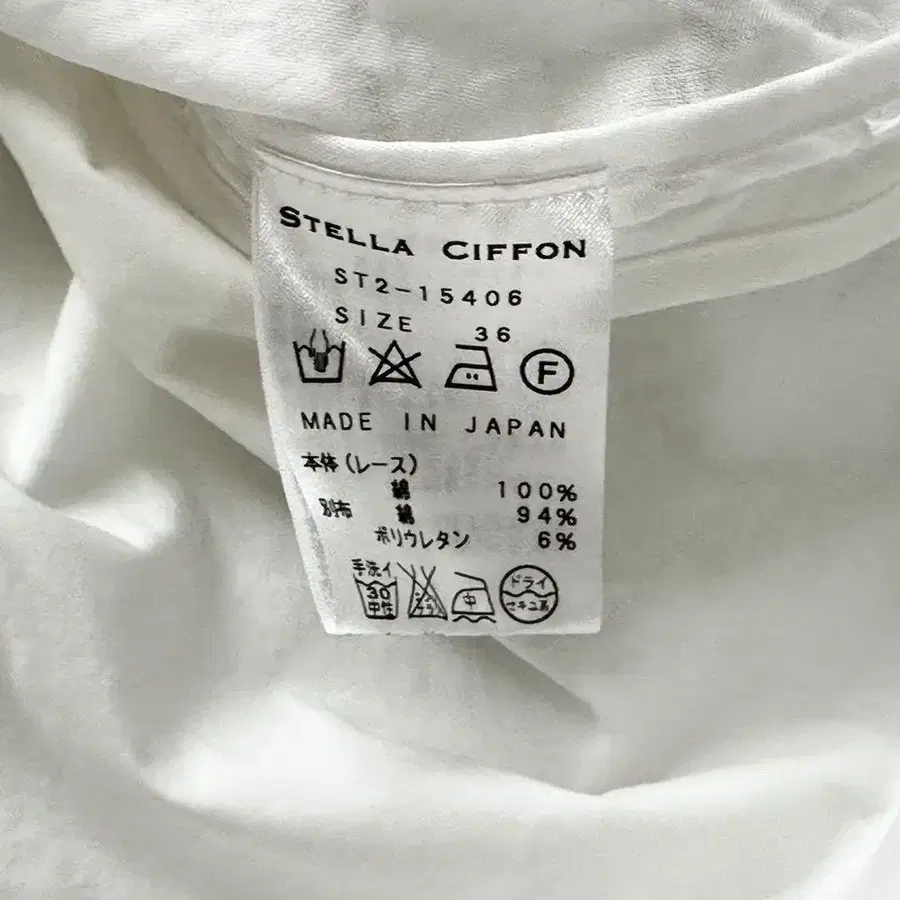 STELLA CIFFON
ST2-15406
SIZE 36
F
MADE IN JAPAN
本体(レース)
綿 100%
別布 綿 94%
ポリウレタン 6%
手洗イ
30 中 ドライ
中性 セキユ系